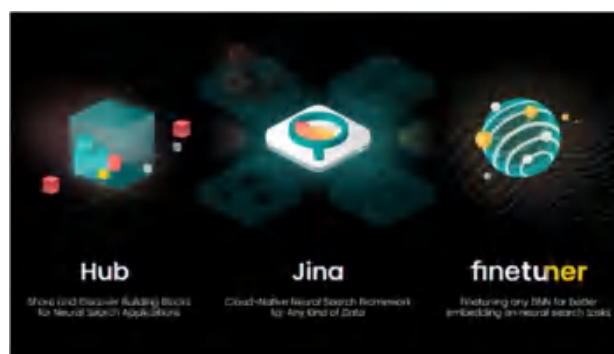 Hub
Jina
finetuner
Share and Discover Building Blocks
for Neural Search Applications
Cloud-Native Neural Search Framework
for Any Kind of Data
Finetuning any DNN for better
embedding on neural search tasks